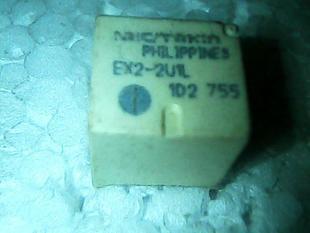 NEC/TOKIN
PHILIPPINES
EX2-2U1L
1D2 755